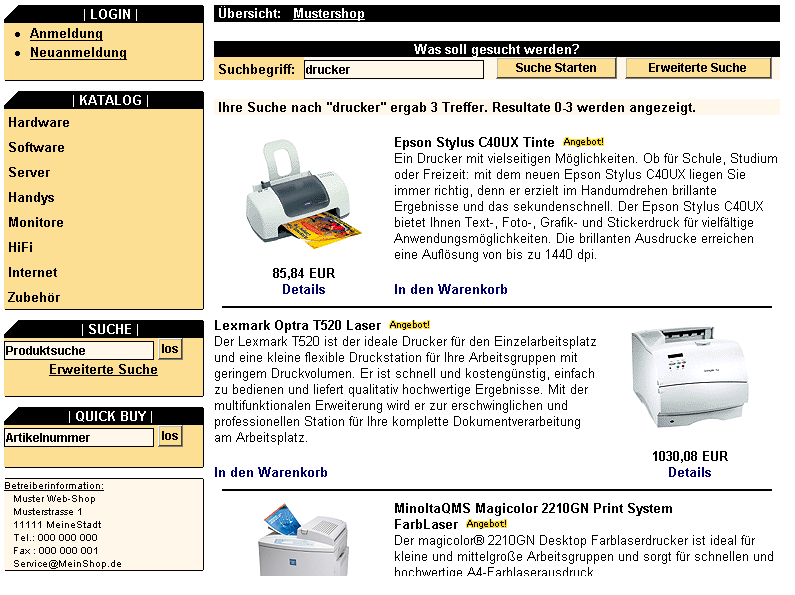 | LOGIN |
Anmeldung
Neuanmeldung
| KATALOG |
Hardware
Software
Server
Handys
Monitore
HiFi
Internet
Zubehör
| SUCHE |
Produktsuche los
Erweiterte Suche
| QUICK BUY |
Artikelnummer los
Betreiberinformation:
Muster Web-Shop
Musterstrasse 1
11111 MeineStadt
Tel.: 000 000 000
Fax : 000 000 001
Service@MeinShop.de
Übersicht: Mustershop
Was soll gesucht werden?
Suchbegriff: drucker Suche Starten Erweiterte Suche
Ihre Suche nach "drucker" ergab 3 Treffer. Resultate 0-3 werden angezeigt.
Epson Stylus C40UX Tinte Angebot!
Ein Drucker mit vielseitigen Möglichkeiten. Ob für Schule, Studium
oder Freizeit: mit dem neuen Epson Stylus C40UX liegen Sie
immer richtig, denn er erzielt im Handumdrehen brillante
Ergebnisse und das sekundenschnell. Der Epson Stylus C40UX
bietet Ihnen Text-, Foto-, Grafik- und Stickerdruck für vielfältige
Anwendungsmöglichkeiten. Die brillanten Ausdrucke erreichen
eine Auflösung von bis zu 1440 dpi.
85,84 EUR
Details
In den Warenkorb
Lexmark Optra T520 Laser Angebot!
Der Lexmark T520 ist der ideale Drucker für den Einzelarbeitsplatz
und eine kleine flexible Druckstation für Ihre Arbeitsgruppen mit
geringem Druckvolumen. Er ist schnell und kostengünstig, einfach
zu bedienen und liefert qualitativ hochwertige Ergebnisse. Mit der
multifunktionalen Erweiterung wird er zur erschwinglichen und
professionellen Station für Ihre komplette Dokumentverarbeitung
am Arbeitsplatz.
1030,08 EUR
Details
In den Warenkorb
MinoltaQMS Magicolor 2210GN Print System
FarbLaser Angebot!
Der magicolor® 2210GN Desktop Farblaserdrucker ist ideal für
kleine und mittelgroße Arbeitsgruppen und sorgt für schnellen und
hochwertige A4-Farblaserausdruck